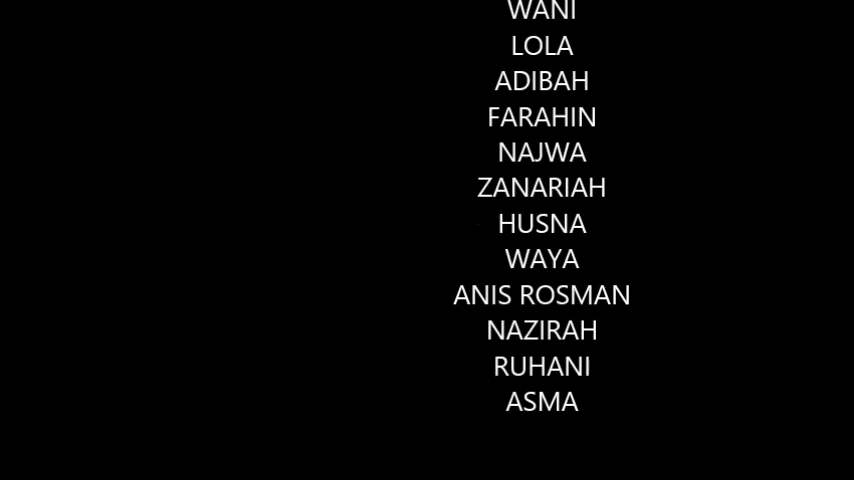 WANI
LOLA
ADIBAH
FARAHIN
NAJWA
ZANARIAH
HUSNA
WAYA
ANIS ROSMAN
NAZIRAH
RUHANI
ASMA